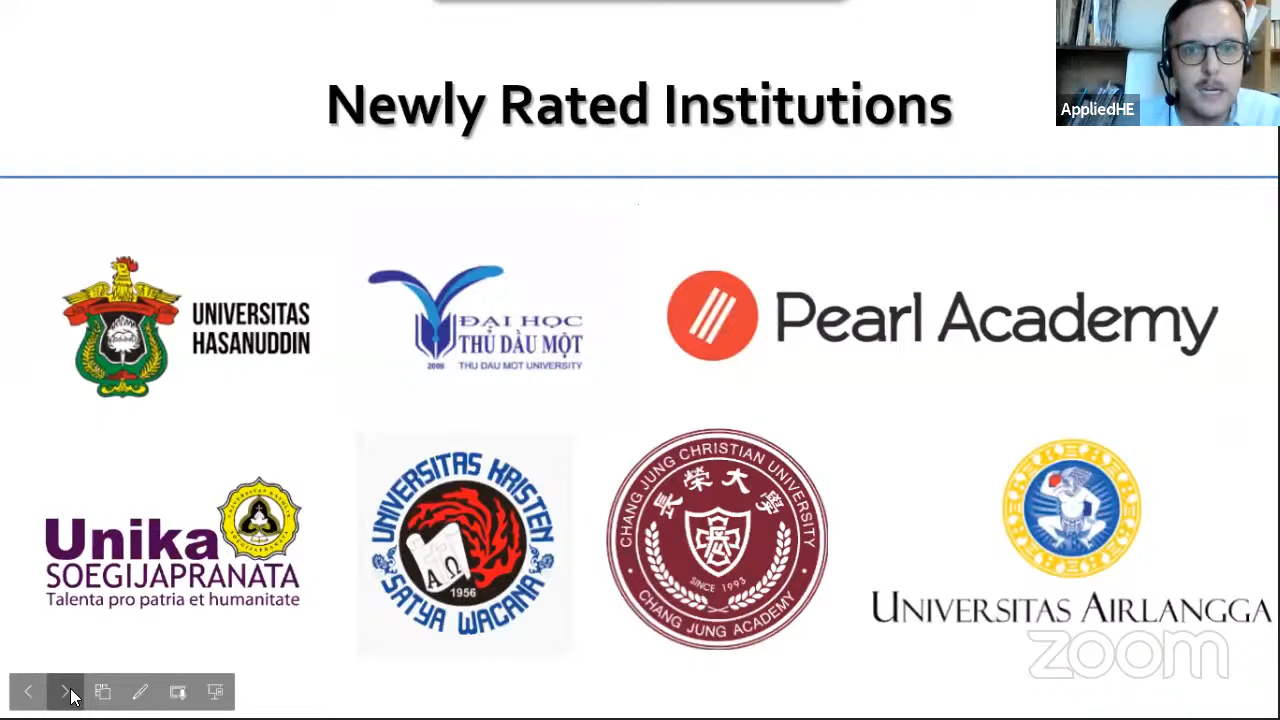 Newly Rated Institutions
AppliedHE
UNIVERSITAS
HASANUDDIN
ĐẠI HỌC
THỦ DẦU MỘT
2009 THU DAU MOT UNIVERSITY
Pearl Academy
Unika
SOEGIJAPRANATA
Talenta pro patria et humanitate
UNIVERSITAS KRISTEN
SATYA WACANA
A Ω
1956
CHANG JUNG CHRISTIAN UNIVERSITY
長榮大學
SINCE 1993
CHANG JUNG ACADEMY
UNIVERSITAS AIRLANGGA
zoom